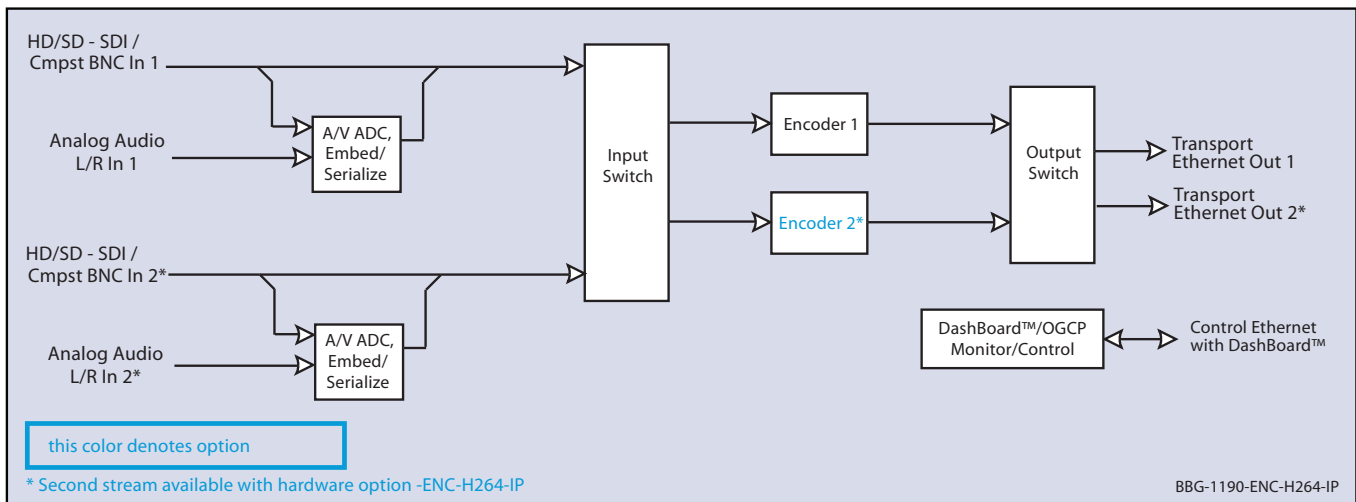 HD/SD - SDI /
Cmpst BNC In 1
Analog Audio
L/R In 1
A/V ADC,
Embed/
Serialize
HD/SD - SDI /
Cmpst BNC In 2*
Analog Audio
L/R In 2*
A/V ADC,
Embed/
Serialize
Input
Switch
Encoder 1
Encoder 2*
Output
Switch
Transport
Ethernet Out 1
Transport
Ethernet Out 2*
DashBoard™/OGCP
Monitor/Control
Control Ethernet
with DashBoard™
this color denotes option
* Second stream available with hardware option -ENC-H264-IP
BBG-1190-ENC-H264-IP